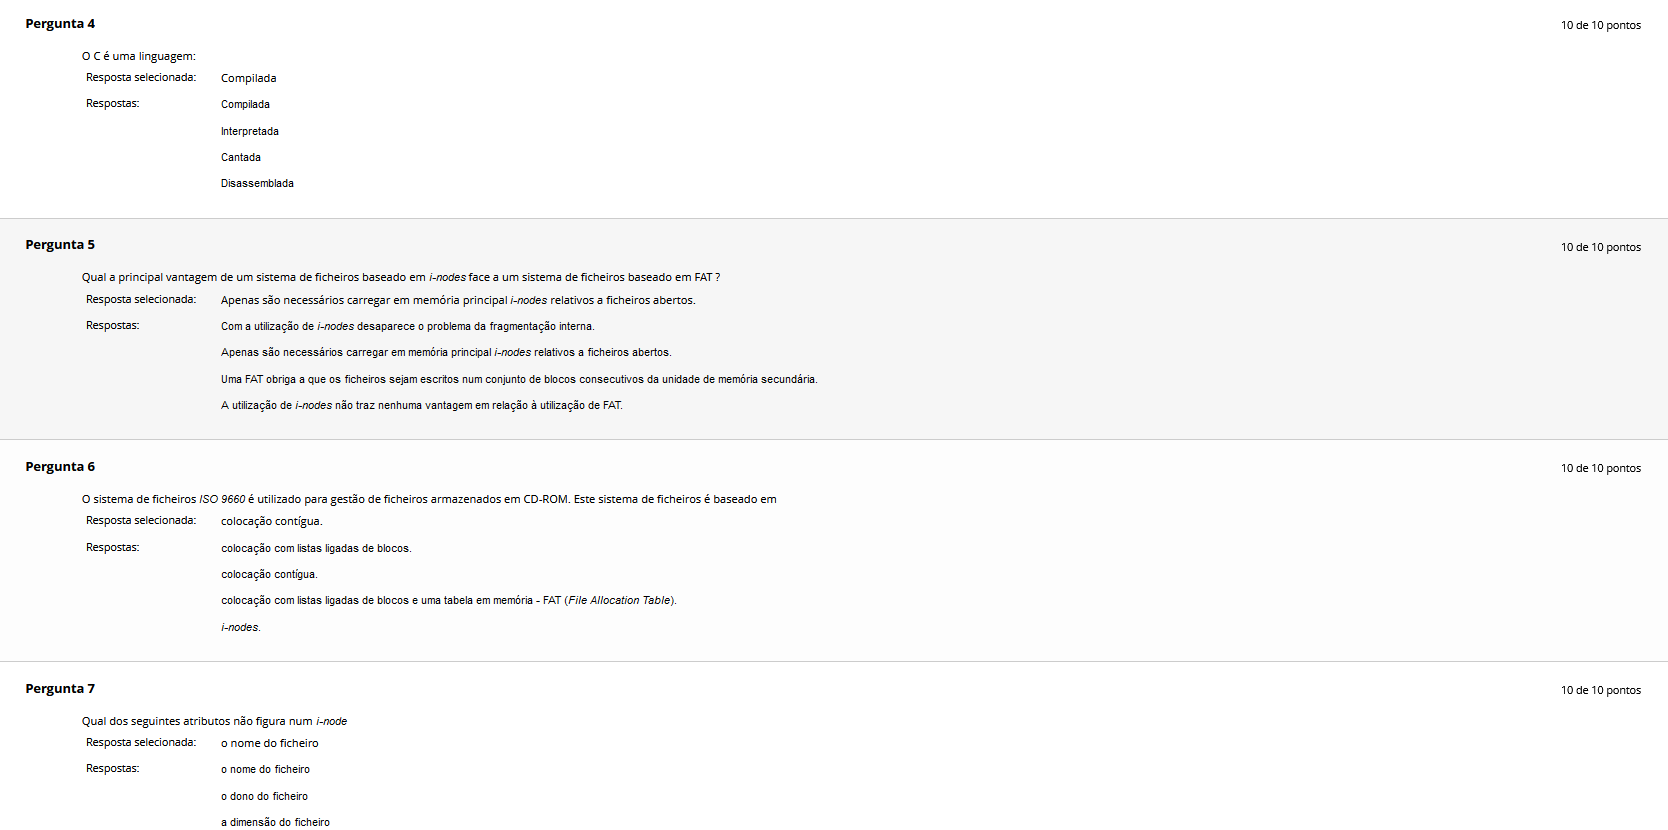 Pergunta 4
10 de 10 pontos
O C é uma linguagem:
Resposta selecionada: Compilada
Respostas: Compilada
Interpretada
Cantada
Disassemblada
Pergunta 5
10 de 10 pontos
Qual a principal vantagem de um sistema de ficheiros baseado em i-nodes face a um sistema de ficheiros baseado em FAT ?
Resposta selecionada: Apenas são necessários carregar em memória principal i-nodes relativos a ficheiros abertos.
Respostas: Com a utilização de i-nodes desaparece o problema da fragmentação interna.
Apenas são necessários carregar em memória principal i-nodes relativos a ficheiros abertos.
Uma FAT obriga a que os ficheiros sejam escritos num conjunto de blocos consecutivos da unidade de memória secundária.
A utilização de i-nodes não traz nenhuma vantagem em relação à utilização de FAT.
Pergunta 6
10 de 10 pontos
O sistema de ficheiros ISO 9660 é utilizado para gestão de ficheiros armazenados em CD-ROM. Este sistema de ficheiros é baseado em
Resposta selecionada: colocação contígua.
Respostas: colocação com listas ligadas de blocos.
colocação contígua.
colocação com listas ligadas de blocos e uma tabela em memória - FAT (File Allocation Table).
i-nodes.
Pergunta 7
10 de 10 pontos
Qual dos seguintes atributos não figura num i-node
Resposta selecionada: o nome do ficheiro
Respostas: o nome do ficheiro
o dono do ficheiro
a dimensão do ficheiro